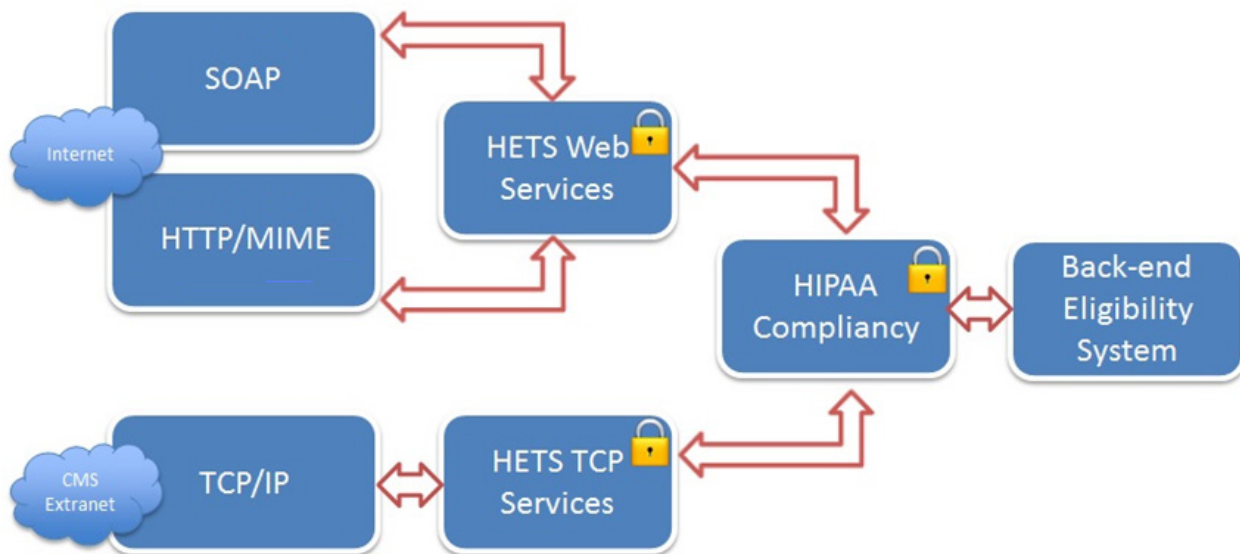 SOAP
Internet
HTTP/MIME
HETS Web
Services
HIPAA
Compliancy
Back-end
Eligibility
System
CMS
Extranet
TCP/IP
HETS TCP
Services